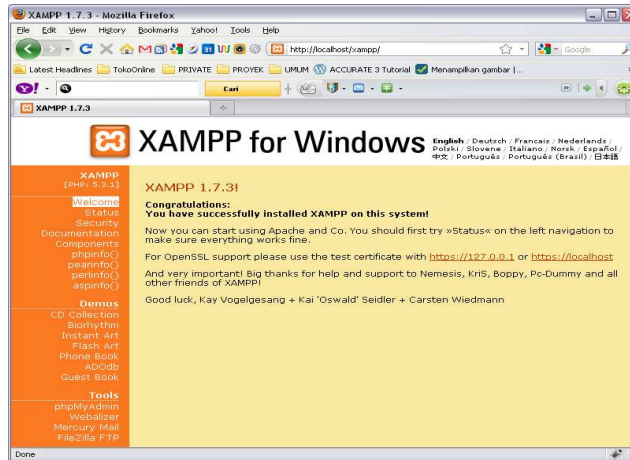 XAMPP 1.7.3 - Mozilla Firefox
File Edit View History Bookmarks Yahoo! Tools Help
http://localhost/xampp/
Google
Latest Headlines TokoOnline PRIVATE PROYEK UMUM ACCURATE 3 Tutorial Menampilkan gambar |...
Cari
XAMPP 1.7.3
XAMPP for Windows
English / Deutsch / Francais / Nederlands /
Polski / Slovene / Italiano / Norsk / Español /
中文 / Português / Português (Brasil) / 日本語
XAMPP
[PHP: 5.3.1]
Welcome
Status
Security
Documentation
Components
phpinfo()
pearinfo()
perlinfo()
aspinfo()
Demos
CD Collection
Biorhythm
Instant Art
Flash Art
Phone Book
ADOdb
Guest Book
Tools
phpMyAdmin
Webalizer
Mercury Mail
FileZilla FTP
XAMPP 1.7.3!
Congratulations:
You have successfully installed XAMPP on this system!
Now you can start using Apache and Co. You should first try »Status« on the left navigation to
make sure everything works fine.
For OpenSSL support please use the test certificate with https://127.0.0.1 or https://localhost
And very important! Big thanks for help and support to Nemesis, KriS, Boppy, Pc-Dummy and all
other friends of XAMPP!
Good luck, Kay Vogelgesang + Kai 'Oswald' Seidler + Carsten Wiedmann
Done